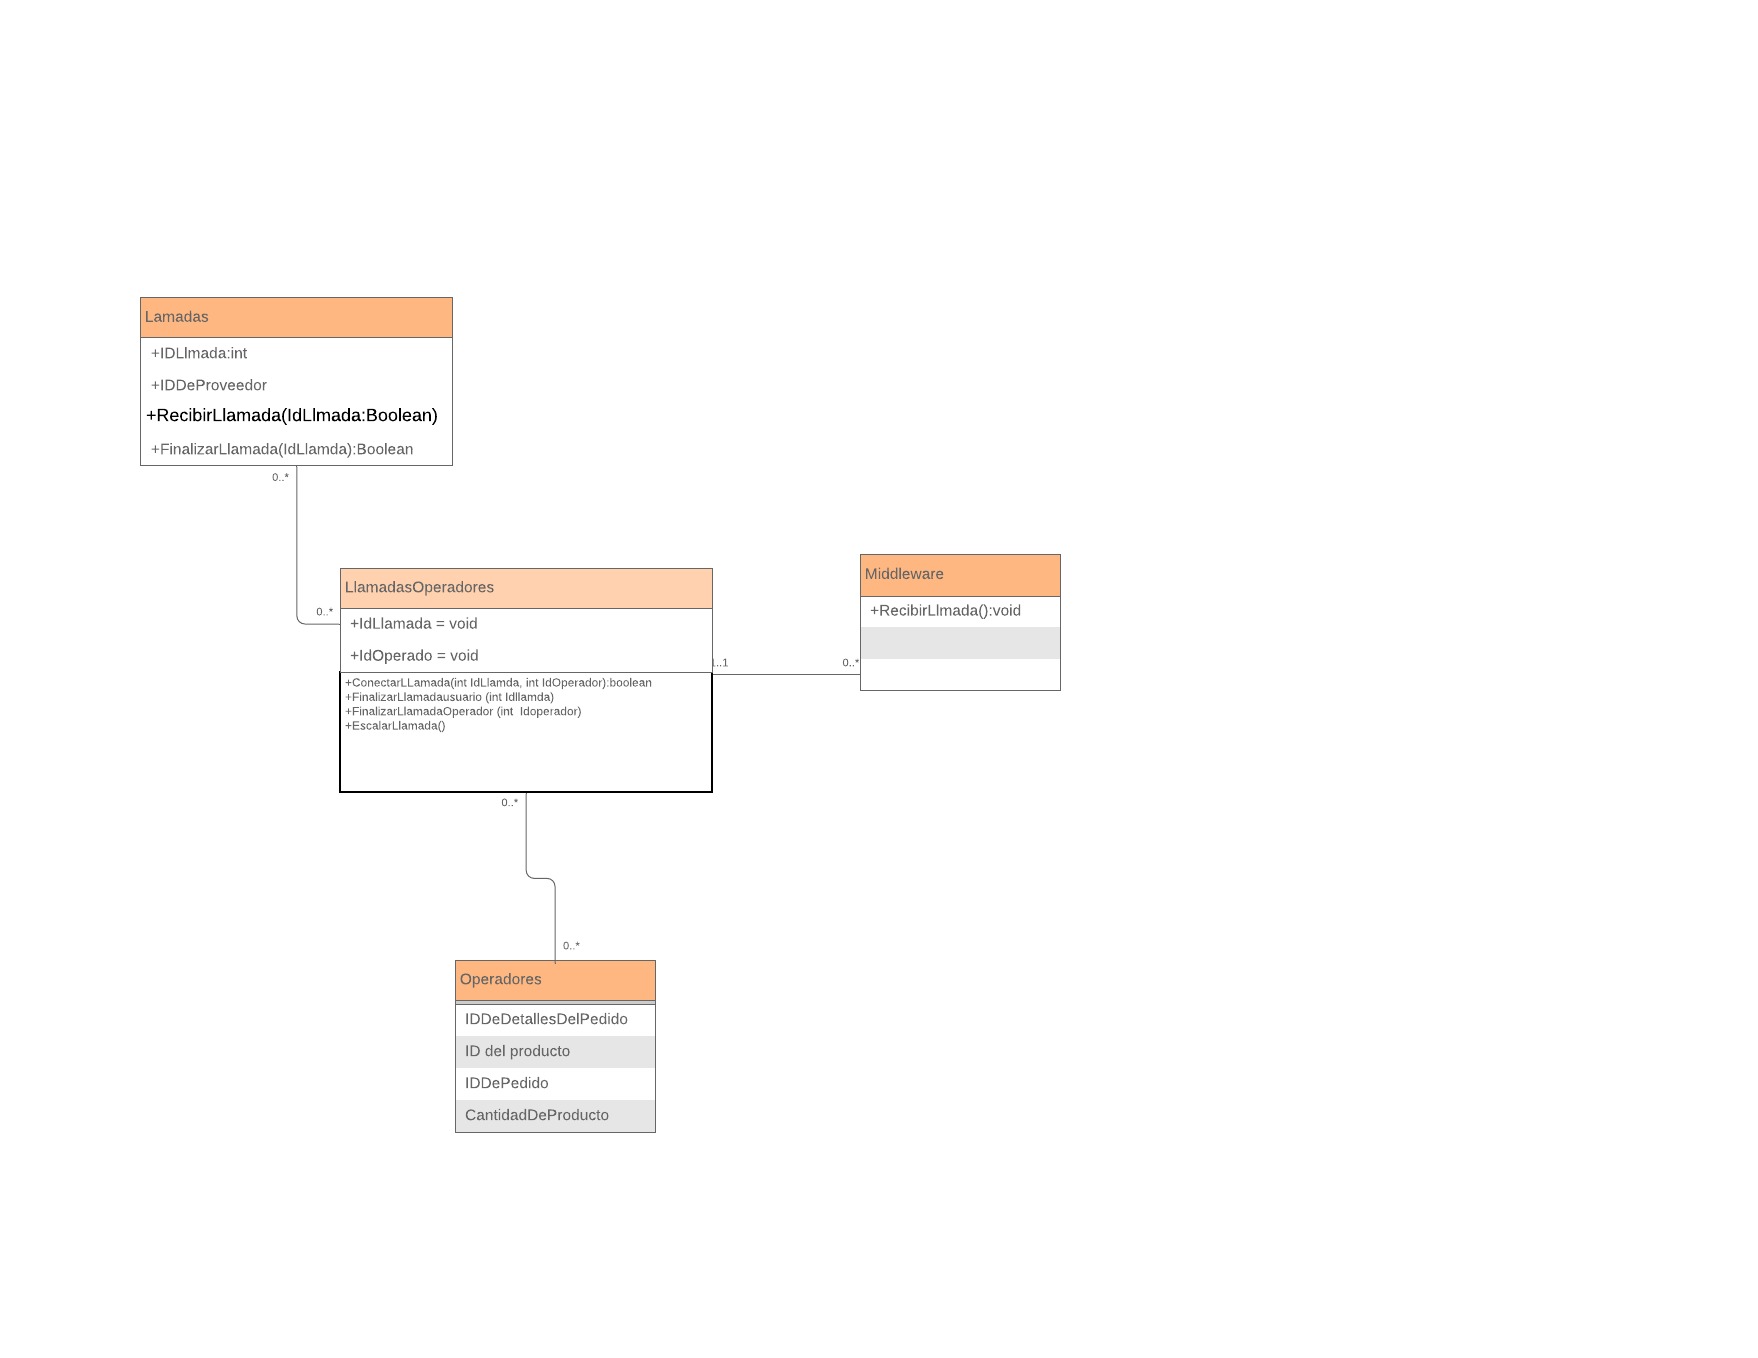 Lamadas
+IDLlmada:int
+IDDeProveedor
+RecibirLlamada(IdLlmada:Boolean)
+FinalizarLlamada(IdLlamda):Boolean
0..*
0..*
LlamadasOperadores
+IdLlamada = void
+IdOperado = void
+ConectarLLamada(int IdLlamda, int IdOperador):boolean
+FinalizarLlamadausuario (int Idllamda)
+FinalizarLlamadaOperador (int Idoperador)
+EscalarLlamada()
1..1
0..*
Middleware
+RecibirLlmada():void
0..*
0..*
Operadores
IDDeDetallesDelPedido
ID del producto
IDDePedido
CantidadDeProducto